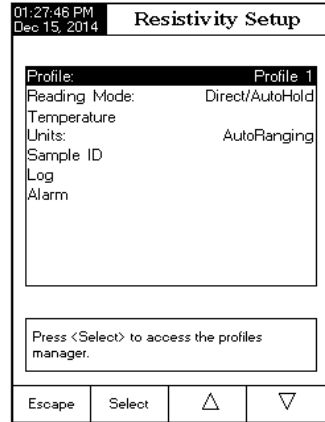 01:27:46 PM
Dec 15, 2014
Resistivity Setup
Profile: Profile 1
Reading Mode: Direct/AutoHold
Temperature
Units: AutoRanging
Sample ID
Log
Alarm
Press <Select> to access the profiles
manager.
Escape Select △ ▽